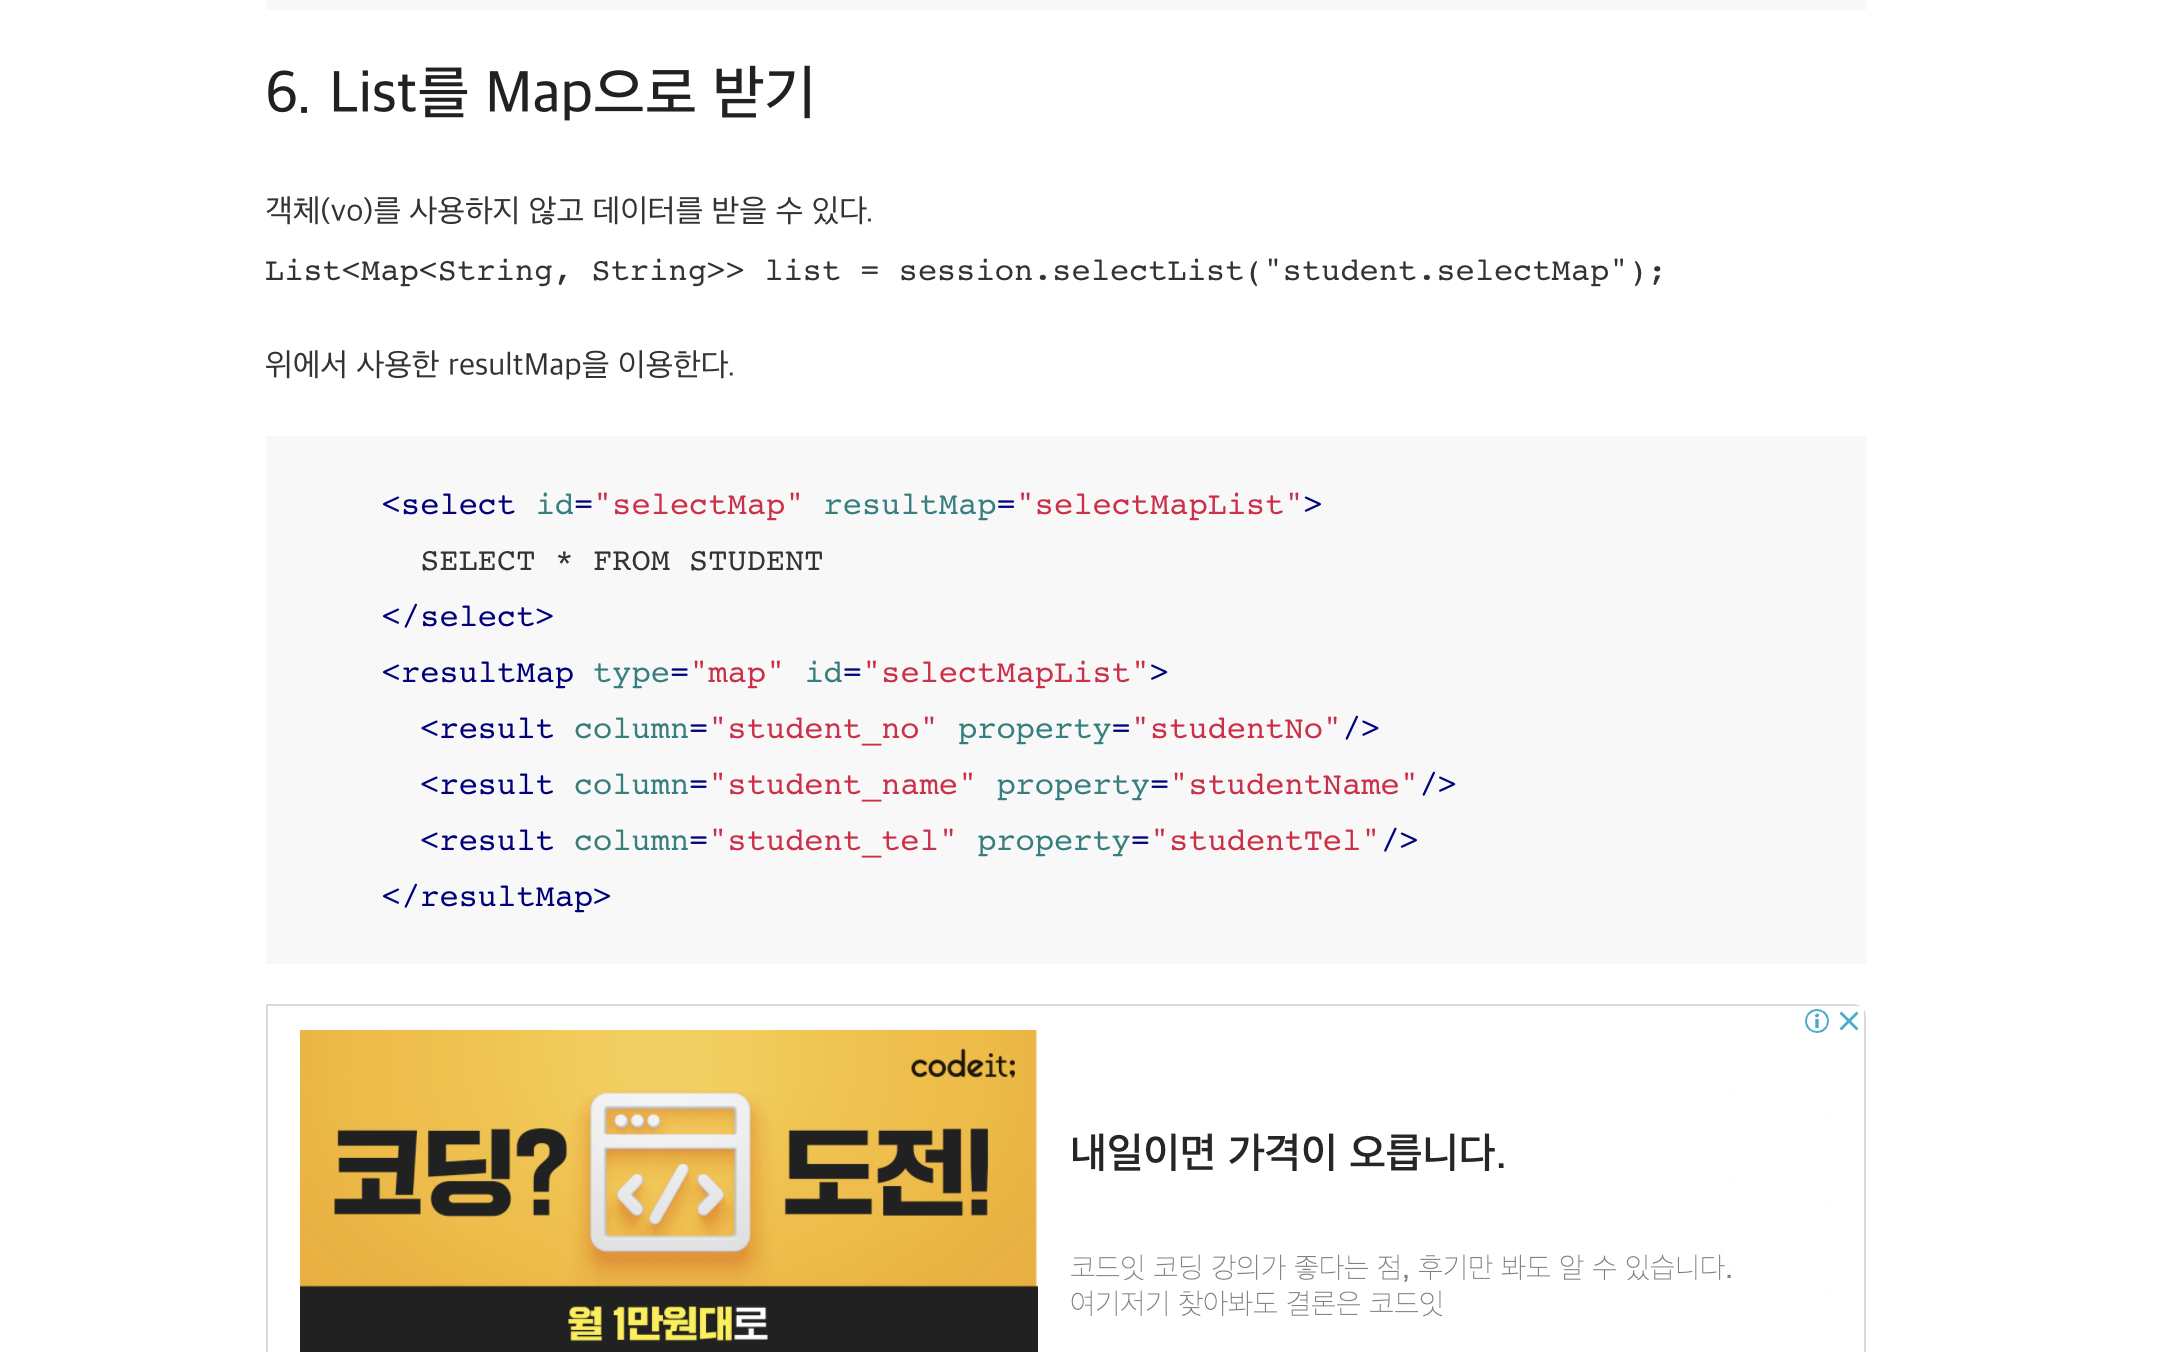 6. List를 Map으로 받기
객체(vo)를 사용하지 않고 데이터를 받을 수 있다.
List<Map<String, String>> list = session.selectList("student.selectMap");
위에서 사용한 resultMap을 이용한다.
<select id="selectMap" resultMap="selectMapList">
  SELECT * FROM STUDENT
</select>
<resultMap type="map" id="selectMapList">
  <result column="student_no" property="studentNo"/>
  <result column="student_name" property="studentName"/>
  <result column="student_tel" property="studentTel"/>
</resultMap>
codeit;
코딩? </> 도전!
월 1만원대로
내일이면 가격이 오릅니다.
코드잇 코딩 강의가 좋다는 점, 후기만 봐도 알 수 있습니다.
여기저기 찾아봐도 결론은 코드잇